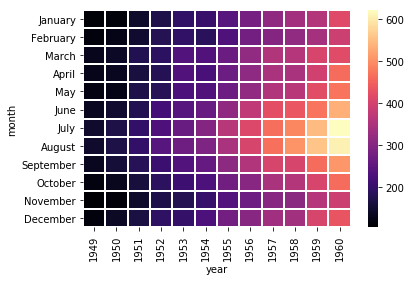 January
February
March
April
May
June
July
August
September
October
November
December
month
1949 1950 1951 1952 1953 1954 1955 1956 1957 1958 1959 1960
year
600
500
400
300
200